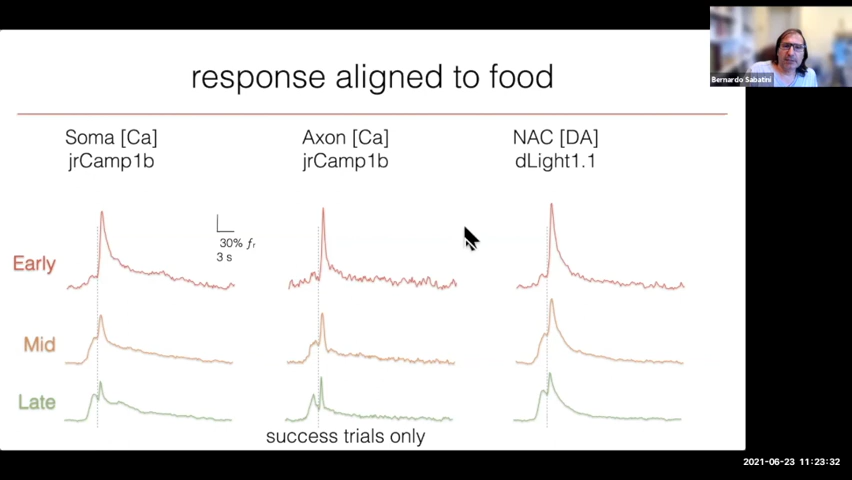 Bernardo Sabatini
response aligned to food
Soma [Ca]
jrCamp1b
Axon [Ca]
jrCamp1b
NAC [DA]
dLight1.1
30% fr
3 s
Early
Mid
Late
success trials only
2021-06-23 11:23:32